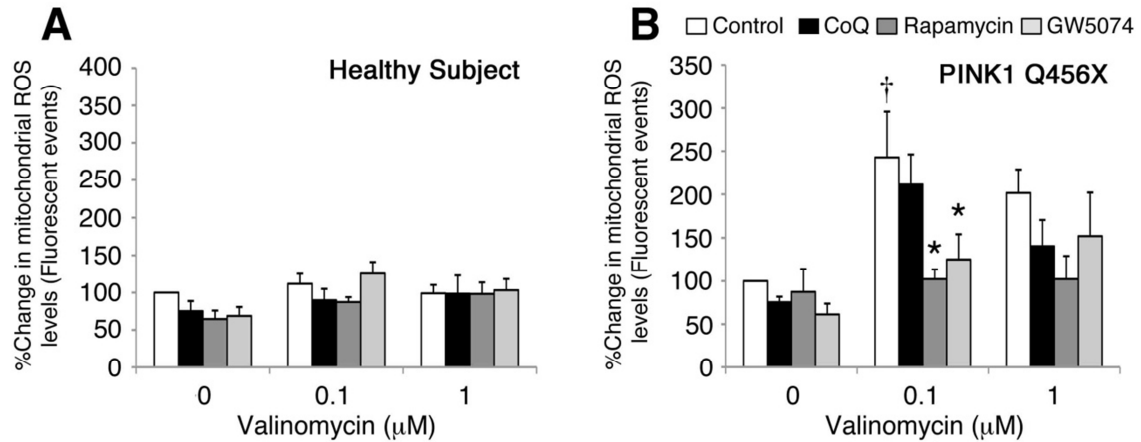 A
Healthy Subject
%Change in mitochondrial ROS
levels (Fluorescent events)
400
350
300
250
200
150
100
50
0
0 0.1 1
Valinomycin (μM)
B
Control CoQ Rapamycin GW5074
PINK1 Q456X
%Change in mitochondrial ROS
levels (Fluorescent events)
350
300
250
200
150
100
50
0
†
*
*
0 0.1 1
Valinomycin (μM)